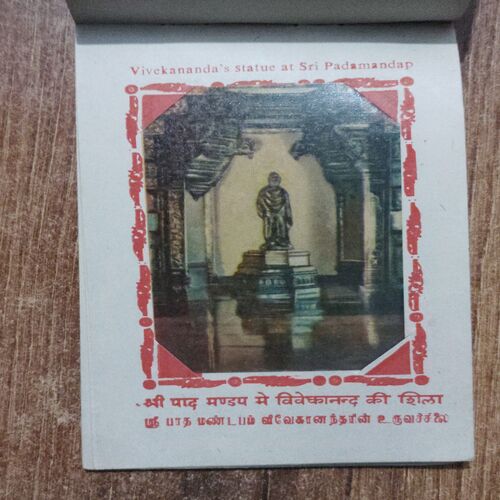 Vivekananda's statue at Sri Padamandap
श्री पाद मण्डप मे विवेकानन्द की शिला
ஸ்ரீ பாத மண்டபம் வீவேகானந்தரின் உருவச்சிலை